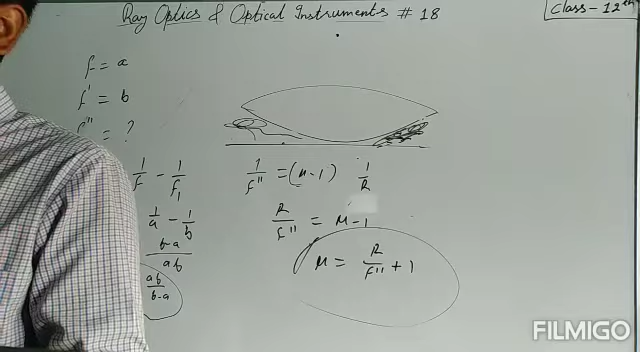 Ray Optics & Optical Instruments # 18
Class - 12th
f = a
f' = b
f'' = ?
1/f - 1/f1
1/a - 1/b
b-a/ab
ab/b-a
1/f'' = (μ-1) 1/R
R/f'' = μ-1
μ = R/f'' + 1
FILMIGO